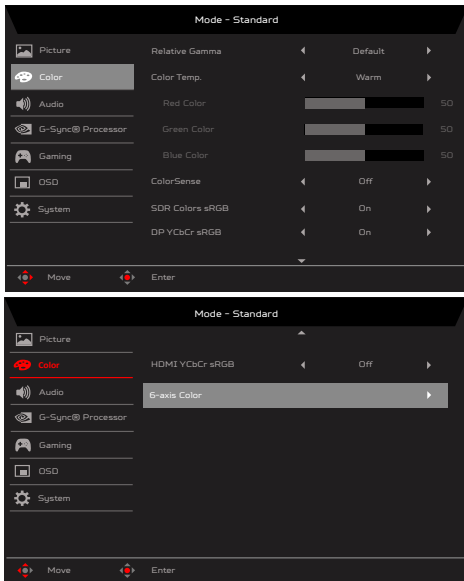 Mode - Standard
Picture
Relative Gamma Default
Color
Color Temp. Warm
Audio
Red Color 50
G-Sync® Processor
Green Color 50
Gaming
Blue Color 50
OSD
ColorSense Off
System
SDR Colors sRGB On
DP YCbCr sRGB On
Move Enter
Mode - Standard
Picture
Color
HDMI YCbCr sRGB Off
Audio
6-axis Color
G-Sync® Processor
Gaming
OSD
System
Move Enter